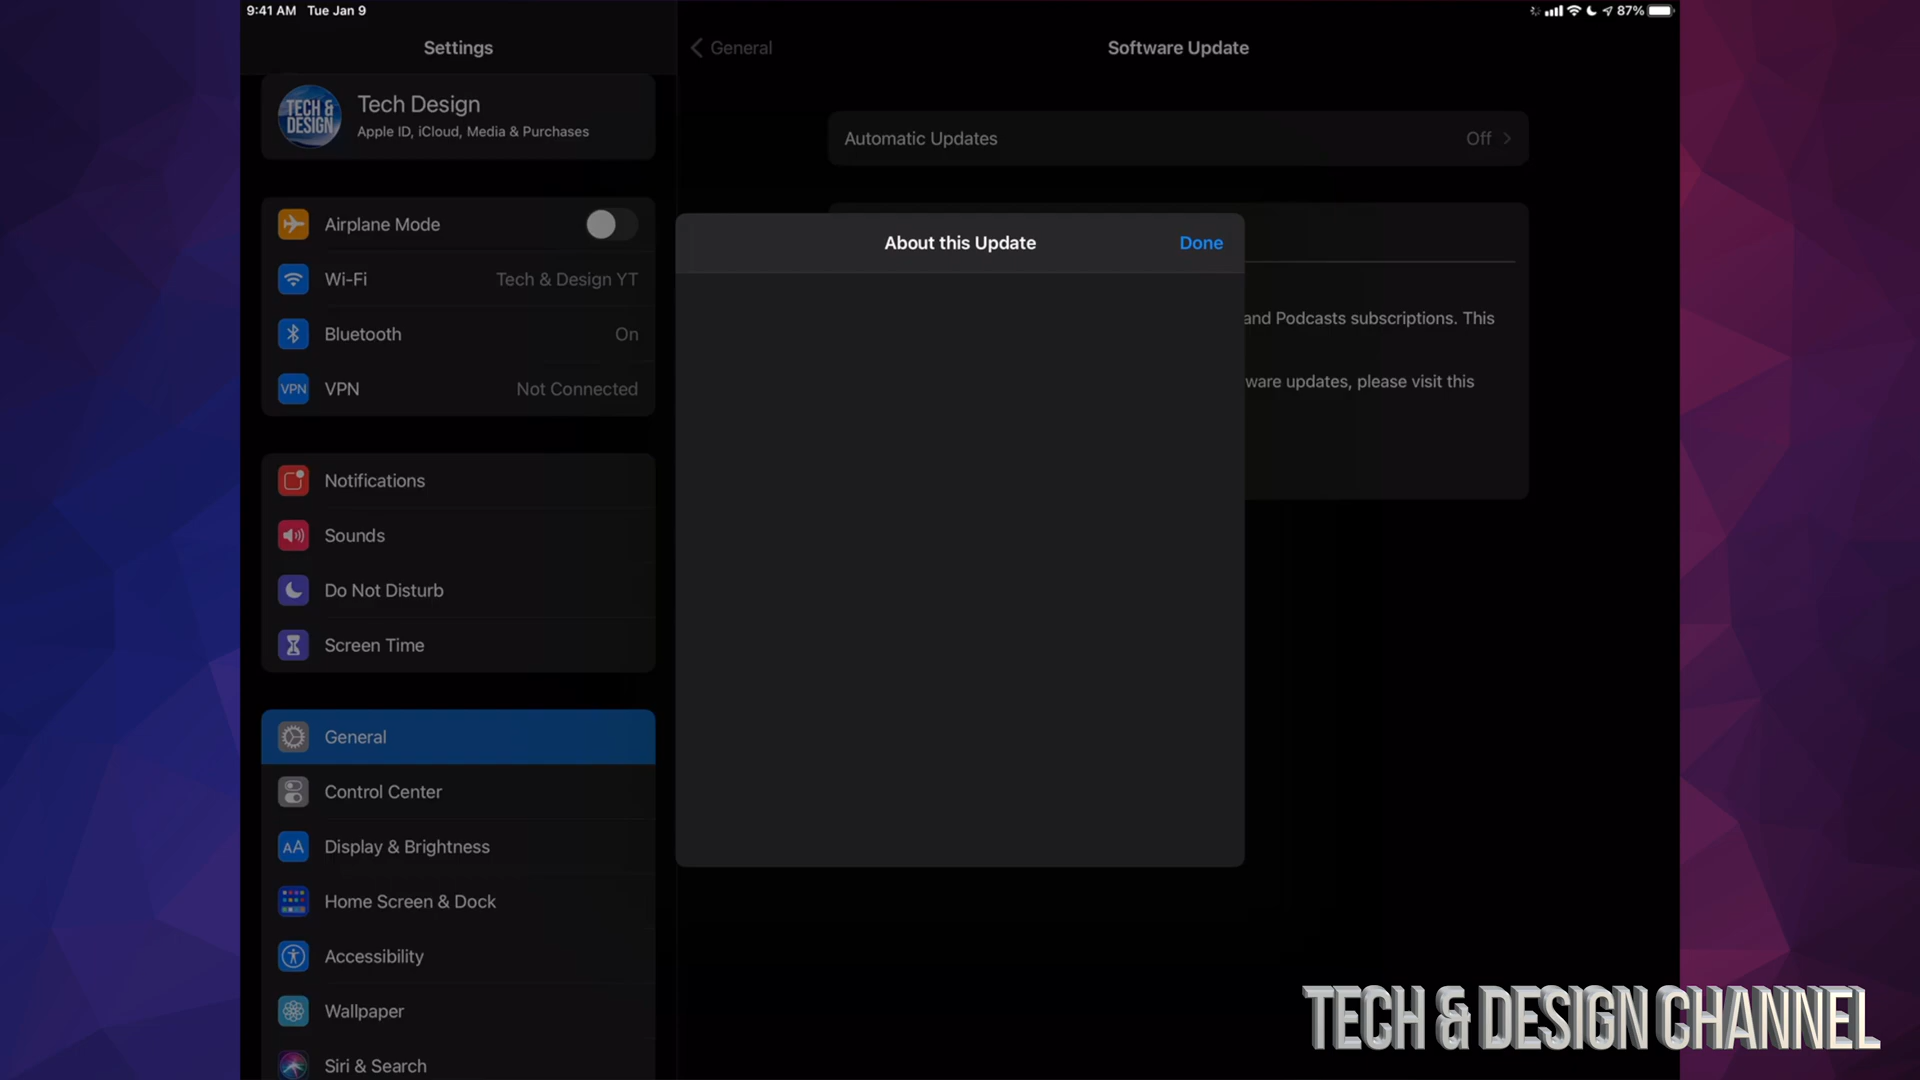 9:41 AM Tue Jan 9
87%
Settings
TECH &
DESIGN
Tech Design
Apple ID, iCloud, Media & Purchases
Airplane Mode
Wi-Fi
Tech & Design YT
Bluetooth
On
VPN
VPN
Not Connected
Notifications
Sounds
Do Not Disturb
Screen Time
General
Control Center
AA
Display & Brightness
Home Screen & Dock
Accessibility
Wallpaper
Siri & Search
General
Software Update
Automatic Updates
Off
About this Update
Done
and Podcasts subscriptions. This
ware updates, please visit this
TECH & DESIGN CHANNEL